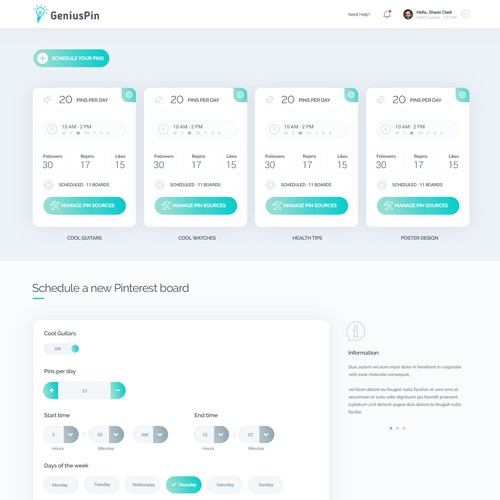 GeniusPin
Need Help?
Hello, Shaun Clark
SCHEDULE YOUR PINS
20 PINS PER DAY
10 AM - 2 PM
M T W T F S S
Followers Repins Likes
30 17 15
SCHEDULED : 11 BOARDS
MANAGE PIN SOURCES
COOL GUITARS
20 PINS PER DAY
10 AM - 2 PM
M T W T F S S
Followers Repins Likes
30 17 15
SCHEDULED : 11 BOARDS
MANAGE PIN SOURCES
COOL WATCHES
20 PINS PER DAY
10 AM - 2 PM
M T W T F S S
Followers Repins Likes
30 17 15
SCHEDULED : 11 BOARDS
MANAGE PIN SOURCES
HEALTH TIPS
20 PINS PER DAY
10 AM - 2 PM
M T W T F S S
Followers Repins Likes
30 17 15
SCHEDULED : 11 BOARDS
MANAGE PIN SOURCES
POSTER DESIGN
Schedule a new Pinterest board
Cool Guitars
ON
Pins per day
+ 23 -
Start time
5 : 23 AM
Hours Minutes
End time
12 : 23
Hours Minutes
Days of the week
Monday Tuesday Wednesday Thursday Saturday Sunday
Information:
Duis autem vel eum iriure dolor in hendrerit in vulputate
velit esse molestie consequat.
vel illum dolore eu feugiat nulla facilisis at vero eros et
accumsan et iusto odio dignissim qui blandit praesent
luptatum zzril delenit augue duis dolore te feugait nulla
facilisi